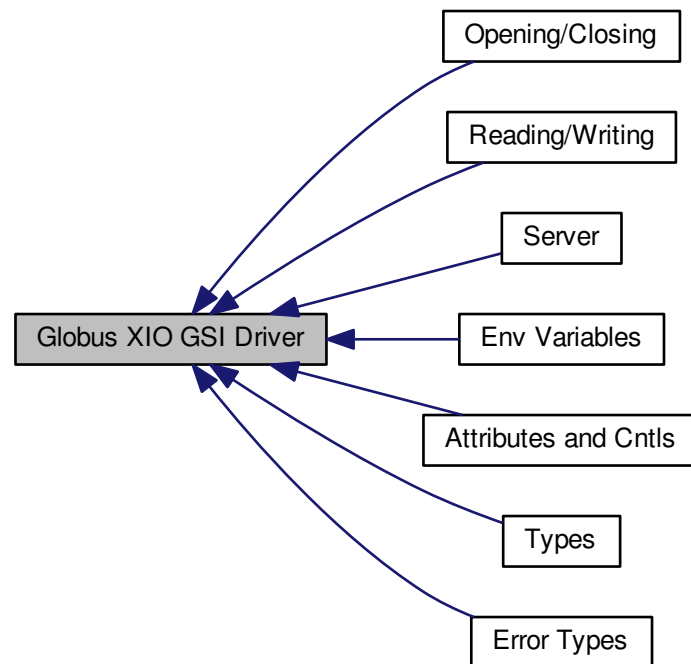 Opening/Closing
Reading/Writing
Server
Globus XIO GSI Driver
Env Variables
Attributes and Cntls
Types
Error Types